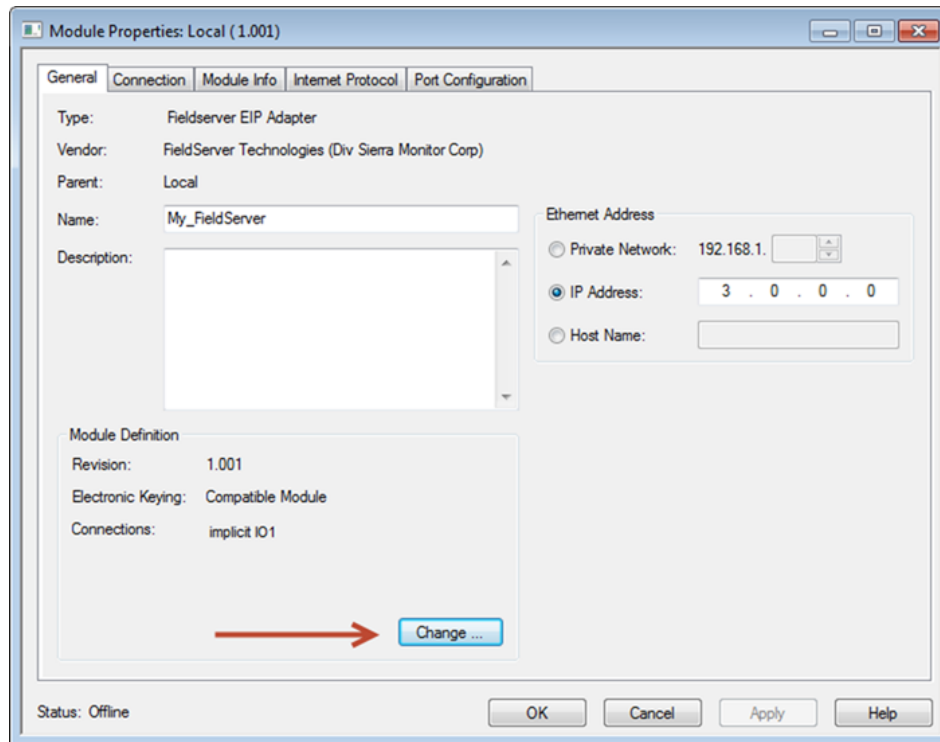 Module Properties: Local (1.001)
General Connection Module Info Internet Protocol Port Configuration
Type: Fieldserver EIP Adapter
Vendor: FieldServer Technologies (Div Sierra Monitor Corp)
Parent: Local
Name: My_FieldServer
Description:
Ethernet Address
Private Network: 192.168.1.
IP Address: 3 . 0 . 0 . 0
Host Name:
Module Definition
Revision: 1.001
Electronic Keying: Compatible Module
Connections: implicit IO1
Change ...
Status: Offline
OK Cancel Apply Help